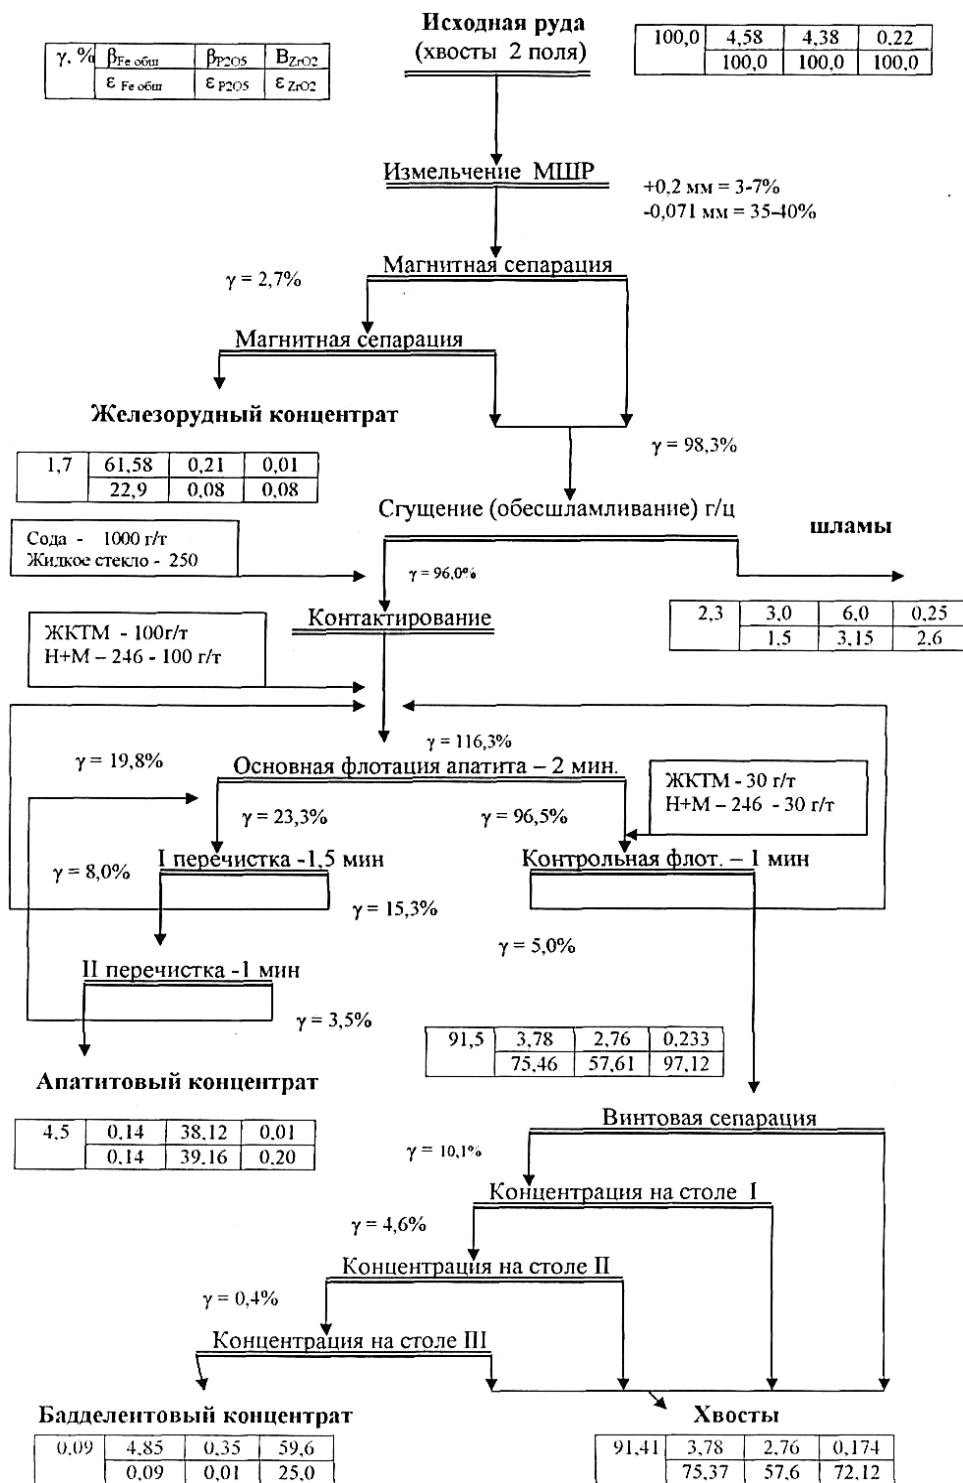 Исходная руда
(хвосты 2 поля)
γ, % βFe общ βP2O5 BZrO2
ε Fe общ ε P2O5 ε ZrO2
100,0 4,58 4,38 0,22
100,0 100,0 100,0
Измельчение МШР
+0,2 мм = 3-7%
-0,071 мм = 35-40%
Магнитная сепарация
γ = 2,7%
Магнитная сепарация
Железорудный концентрат
γ = 98,3%
1,7 61,58 0,21 0,01
22,9 0,08 0,08
Сгущение (обесшламливание) г/ц
шламы
Сода - 1000 г/т
Жидкое стекло - 250
γ = 96,0%
2,3 3,0 6,0 0,25
1,5 3,15 2,6
Контактирование
ЖКТМ - 100г/т
Н+М – 246 - 100 г/т
γ = 116,3%
γ = 19,8%
Основная флотация апатита – 2 мин.
ЖКТМ - 30 г/т
Н+М – 246 - 30 г/т
γ = 23,3%
γ = 96,5%
I перечистка -1,5 мин
Контрольная флот. – 1 мин
γ = 8,0%
γ = 15,3%
γ = 5,0%
II перечистка -1 мин
γ = 3,5%
91,5 3,78 2,76 0,233
75,46 57,61 97,12
Апатитовый концентрат
4,5 0,14 38,12 0,01
0,14 39,16 0,20
Винтовая сепарация
γ = 10,1%
Концентрация на столе I
γ = 4,6%
Концентрация на столе II
γ = 0,4%
Концентрация на столе III
Бадделеитовый концентрат
0,09 4,85 0,35 59,6
0,09 0,01 25,0
Хвосты
91,41 3,78 2,76 0,174
75,37 57,6 72,12